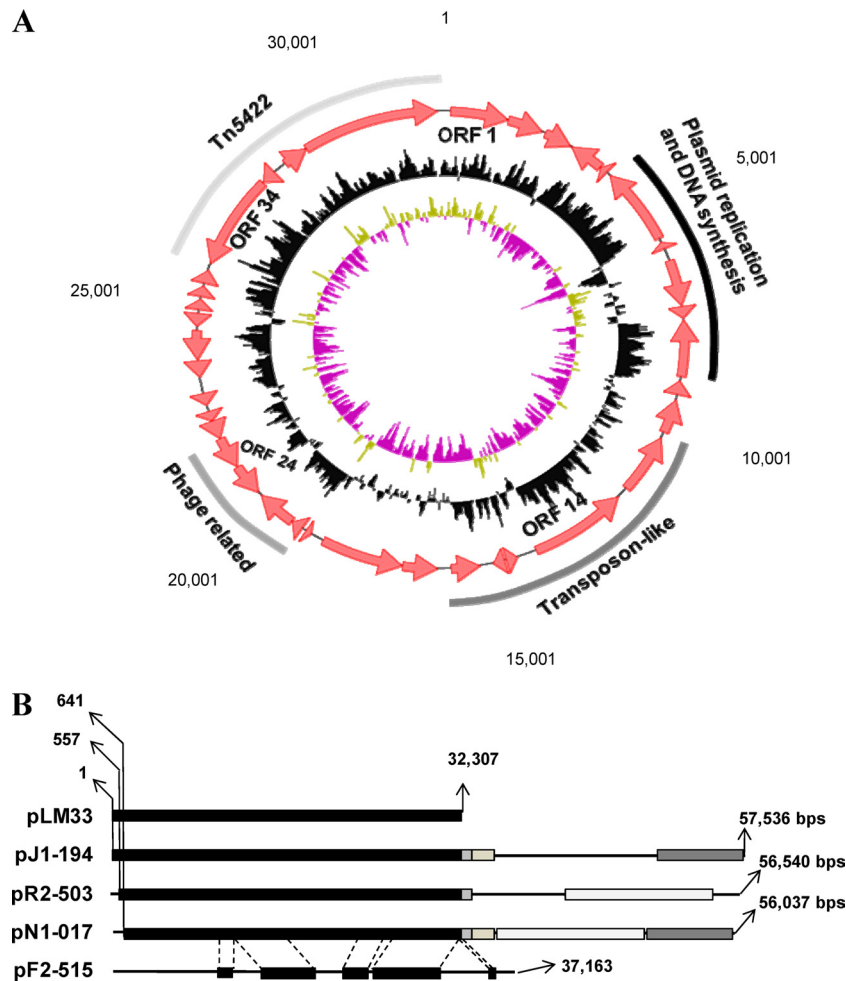 A
1
30,001
Tn5422
ORF 1
Plasmid replication
and DNA synthesis
5,001
ORF 34
25,001
ORF 24
ORF 14
10,001
Phage related
Transposon-like
20,001
15,001
B
641
557
1
32,307
pLM33
57,536 bps
pJ1-194
56,540 bps
pR2-503
56,037 bps
pN1-017
pF2-515
37,163